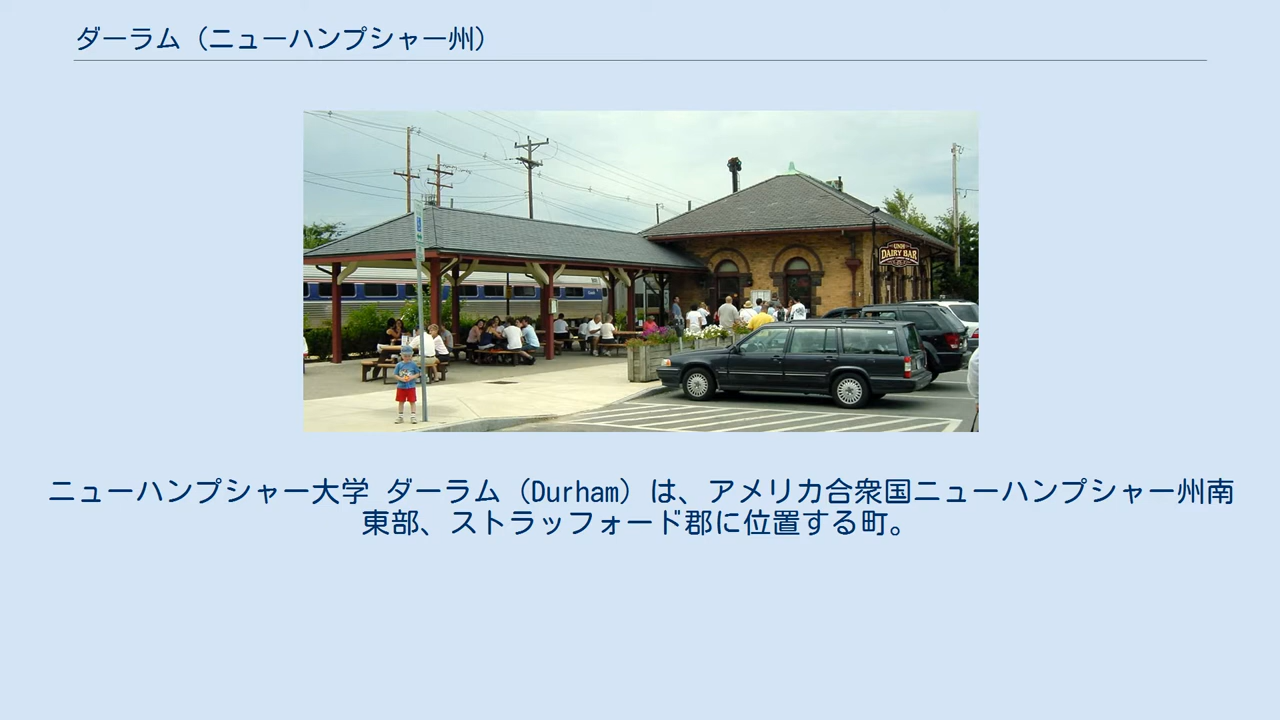 ダーラム（ニューハンプシャー州）
UNH
DAIRY BAR
ニューハンプシャー大学 ダーラム（Durham）は、アメリカ合衆国ニューハンプシャー州南
東部、ストラッフォード郡に位置する町。